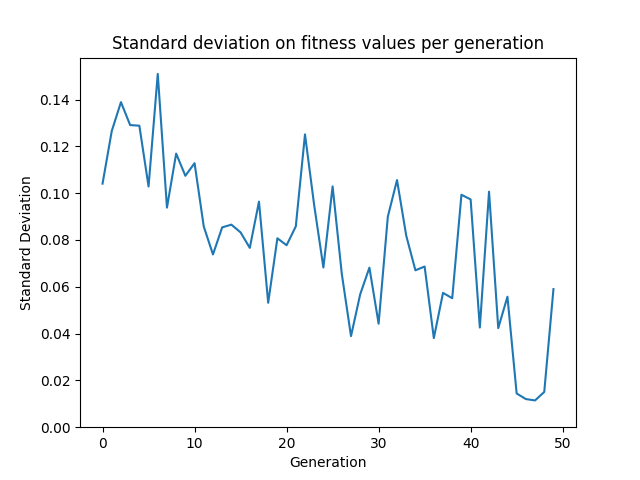 Standard deviation on fitness values per generation
0.14
0.12
0.10
0.08
0.06
0.04
0.02
0.00
Standard Deviation
0 10 20 30 40 50
Generation